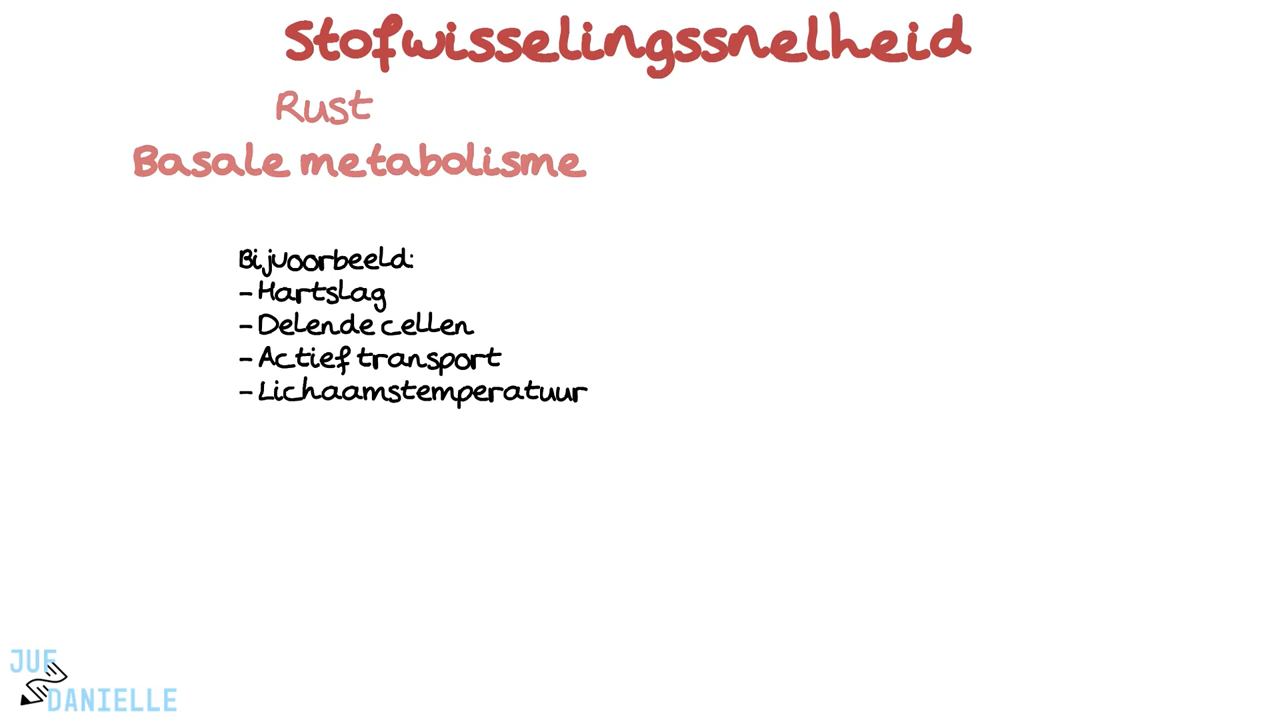 Stofwisselingssnelheid
Rust
Basale metabolisme
Bijvoorbeeld:
- Hartslag
- Delende cellen
- Actief transport
- Lichaamstemperatuur
JUF
DANIELLE